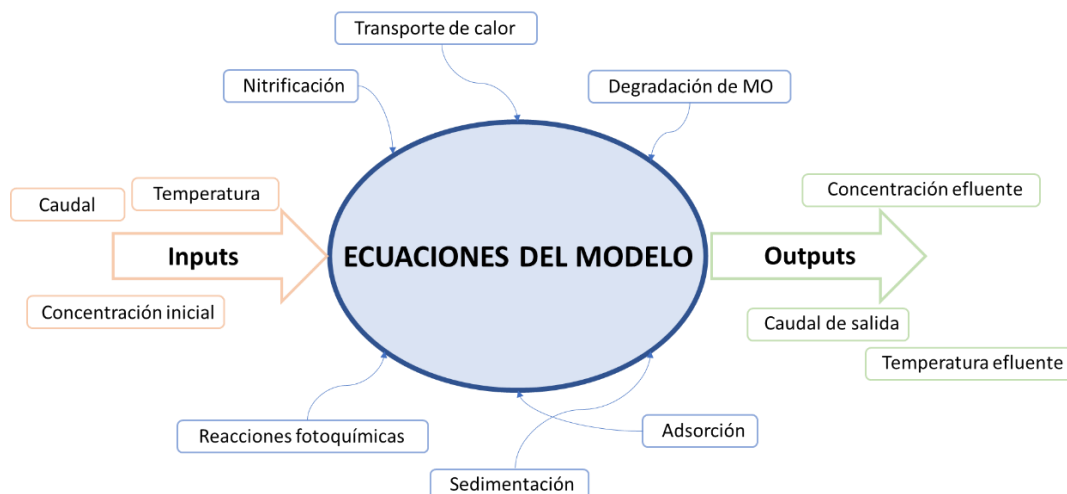 Transporte de calor
Nitrificación
Degradación de MO
Temperatura
Caudal
Concentración efluente
Inputs
ECUACIONES DEL MODELO
Outputs
Concentración inicial
Caudal de salida
Temperatura efluente
Reacciones fotoquímicas
Adsorción
Sedimentación